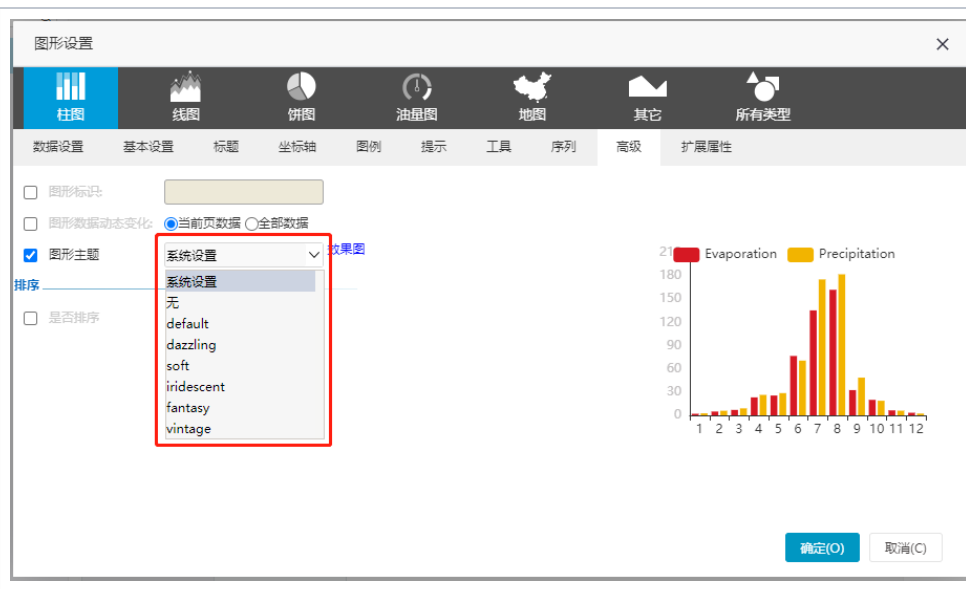 图形设置
柱图 线图 饼图 油量图 地图 其它 所有类型
数据设置 基本设置 标题 坐标轴 图例 提示 工具 序列 高级 扩展属性
图形标识:
图形数据动态变化: 当前页数据 全部数据
图形主题 系统设置 效果图
系统设置
排序
无
是否排序
default
dazzling
soft
iridescent
fantasy
vintage
Evaporation Precipitation
180
150
120
90
60
30
0
1 2 3 4 5 6 7 8 9 10 11 12
确定(O) 取消(C)